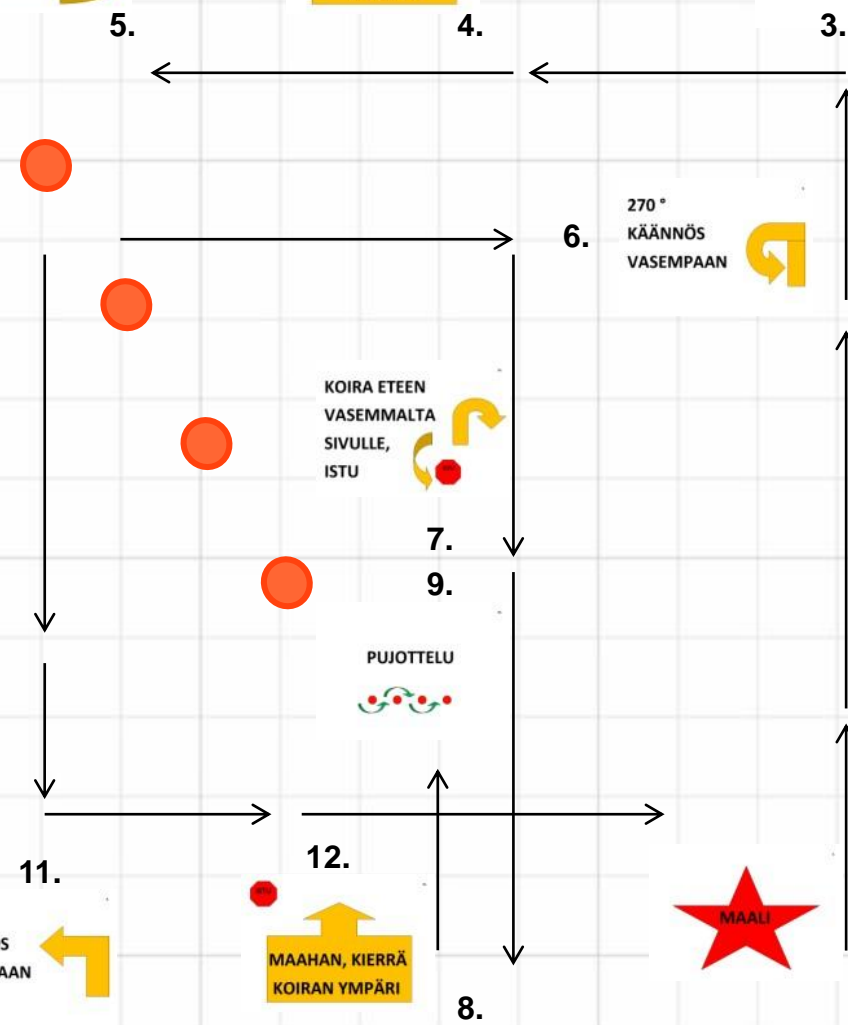 5.
4.
3.
6.
270 °
KÄÄNNÖS
VASEMPAAN
KOIRA ETEEN
VASEMMALTA
SIVULLE,
ISTU
7.
9.
PUJOTTELU
11.
12.
S
AAN
MAAHAN, KIERRÄ
KOIRAN YMPÄRI
MAALI
8.